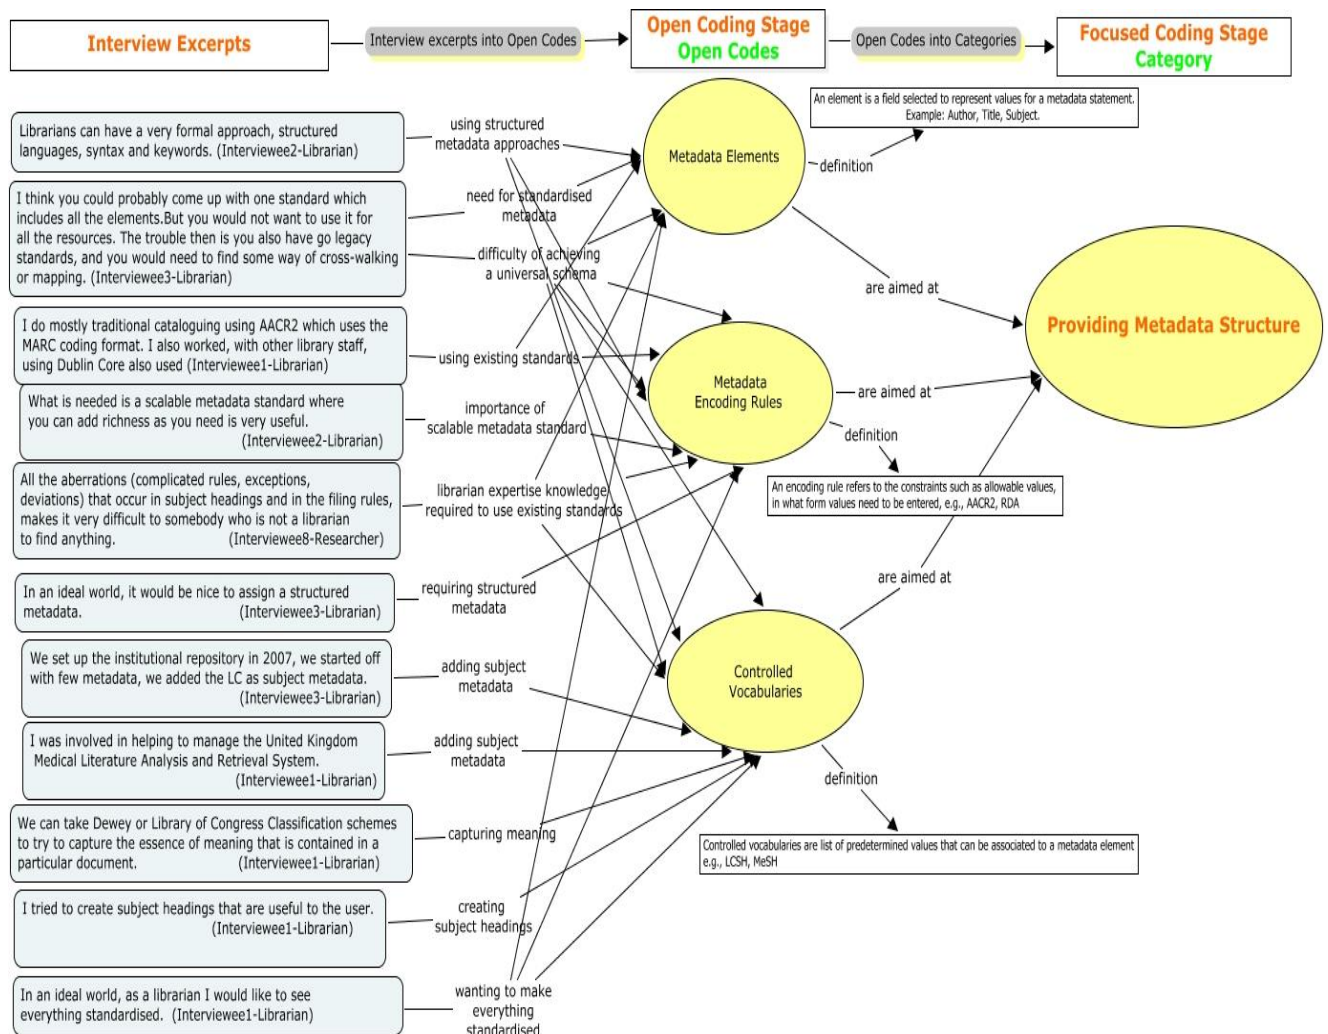 Interview Excerpts
Interview excerpts into Open Codes
Open Coding Stage
Open Codes
Open Codes into Categories
Focused Coding Stage
Category
Librarians can have a very formal approach, structured
languages, syntax and keywords. (Interviewee2-Librarian)
I think you could probably come up with one standard which
includes all the elements.But you would not want to use it for
all the resources. The trouble then is you also have go legacy
standards, and you would need to find some way of cross-walking
or mapping. (Interviewee3-Librarian)
I do mostly traditional cataloguing using AACR2 which uses the
MARC coding format. I also worked, with other library staff,
using Dublin Core also used (Interviewee1-Librarian)
What is needed is a scalable metadata standard where
you can add richness as you need is very useful.
(Interviewee2-Librarian)
All the aberrations (complicated rules, exceptions,
deviations) that occur in subject headings and in the filing rules,
makes it very difficult to somebody who is not a librarian
to find anything. (Interviewee8-Researcher)
In an ideal world, it would be nice to assign a structured
metadata. (Interviewee3-Librarian)
We set up the institutional repository in 2007, we started off
with few metadata, we added the LC as subject metadata.
(Interviewee3-Librarian)
I was involved in helping to manage the United Kingdom
Medical Literature Analysis and Retrieval System.
(Interviewee1-Librarian)
We can take Dewey or Library of Congress Classification schemes
to try to capture the essence of meaning that is contained in a
particular document. (Interviewee1-Librarian)
I tried to create subject headings that are useful to the user.
(Interviewee1-Librarian)
In an ideal world, as a librarian I would like to see
everything standardised. (Interviewee1-Librarian)
using structured
metadata approaches
need for standardised
metadata
difficulty of achieving
a universal schema
using existing standards
importance of
scalable metadata standard
librarian expertise knowledge
required to use existing standards
requiring structured
metadata
adding subject
metadata
adding subject
metadata
capturing meaning
creating
subject headings
wanting to make
everything
standardised
Metadata Elements
definition
An element is a field selected to represent values for a metadata statement.
Example: Author, Title, Subject.
are aimed at
Metadata
Encoding Rules
are aimed at
definition
An encoding rule refers to the constraints such as allowable values,
in what form values need to be entered, e.g., AACR2, RDA
are aimed at
Controlled
Vocabularies
definition
Controlled vocabularies are list of predetermined values that can be associated to a metadata element
e.g., LCSH, MeSH
Providing Metadata Structure